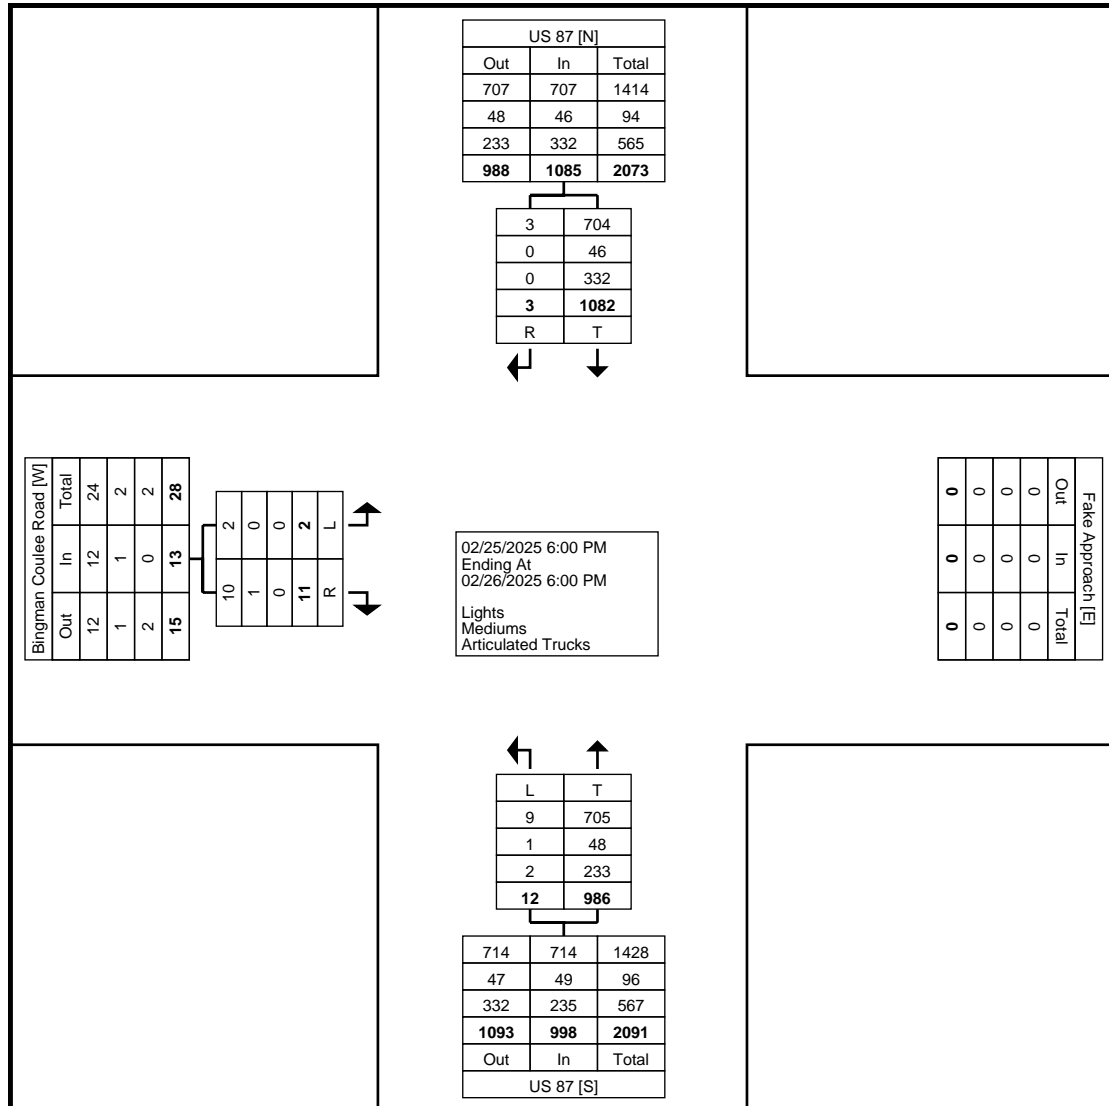 US 87 [N]
Out In Total
707 707 1414
48 46 94
233 332 565
988 1085 2073
3 704
0 46
0 332
3 1082
R T
Bingman Coulee Road [W]
Out In Total
12 12 24
1 1 2
2 0 2
15 13 28
10 2
1 0
0 0
11 2
R L
02/25/2025 6:00 PM
Ending At
02/26/2025 6:00 PM
Lights
Mediums
Articulated Trucks
Fake Approach [E]
Out In Total
0 0 0
0 0 0
0 0 0
0 0 0
L T
9 705
1 48
2 233
12 986
714 714 1428
47 49 96
332 235 567
1093 998 2091
Out In Total
US 87 [S]